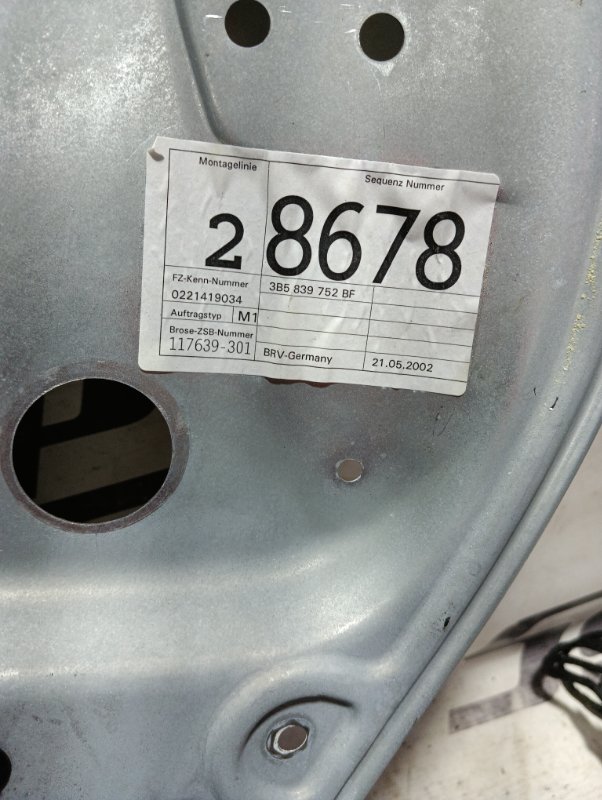 Montagelinie
Sequenz Nummer
2 8678
FZ-Kenn-Nummer
0221419034
3B5 839 752 BF
Auftragstyp M1
Brose-ZSB-Nummer
117639-301
BRV-Germany
21.05.2002